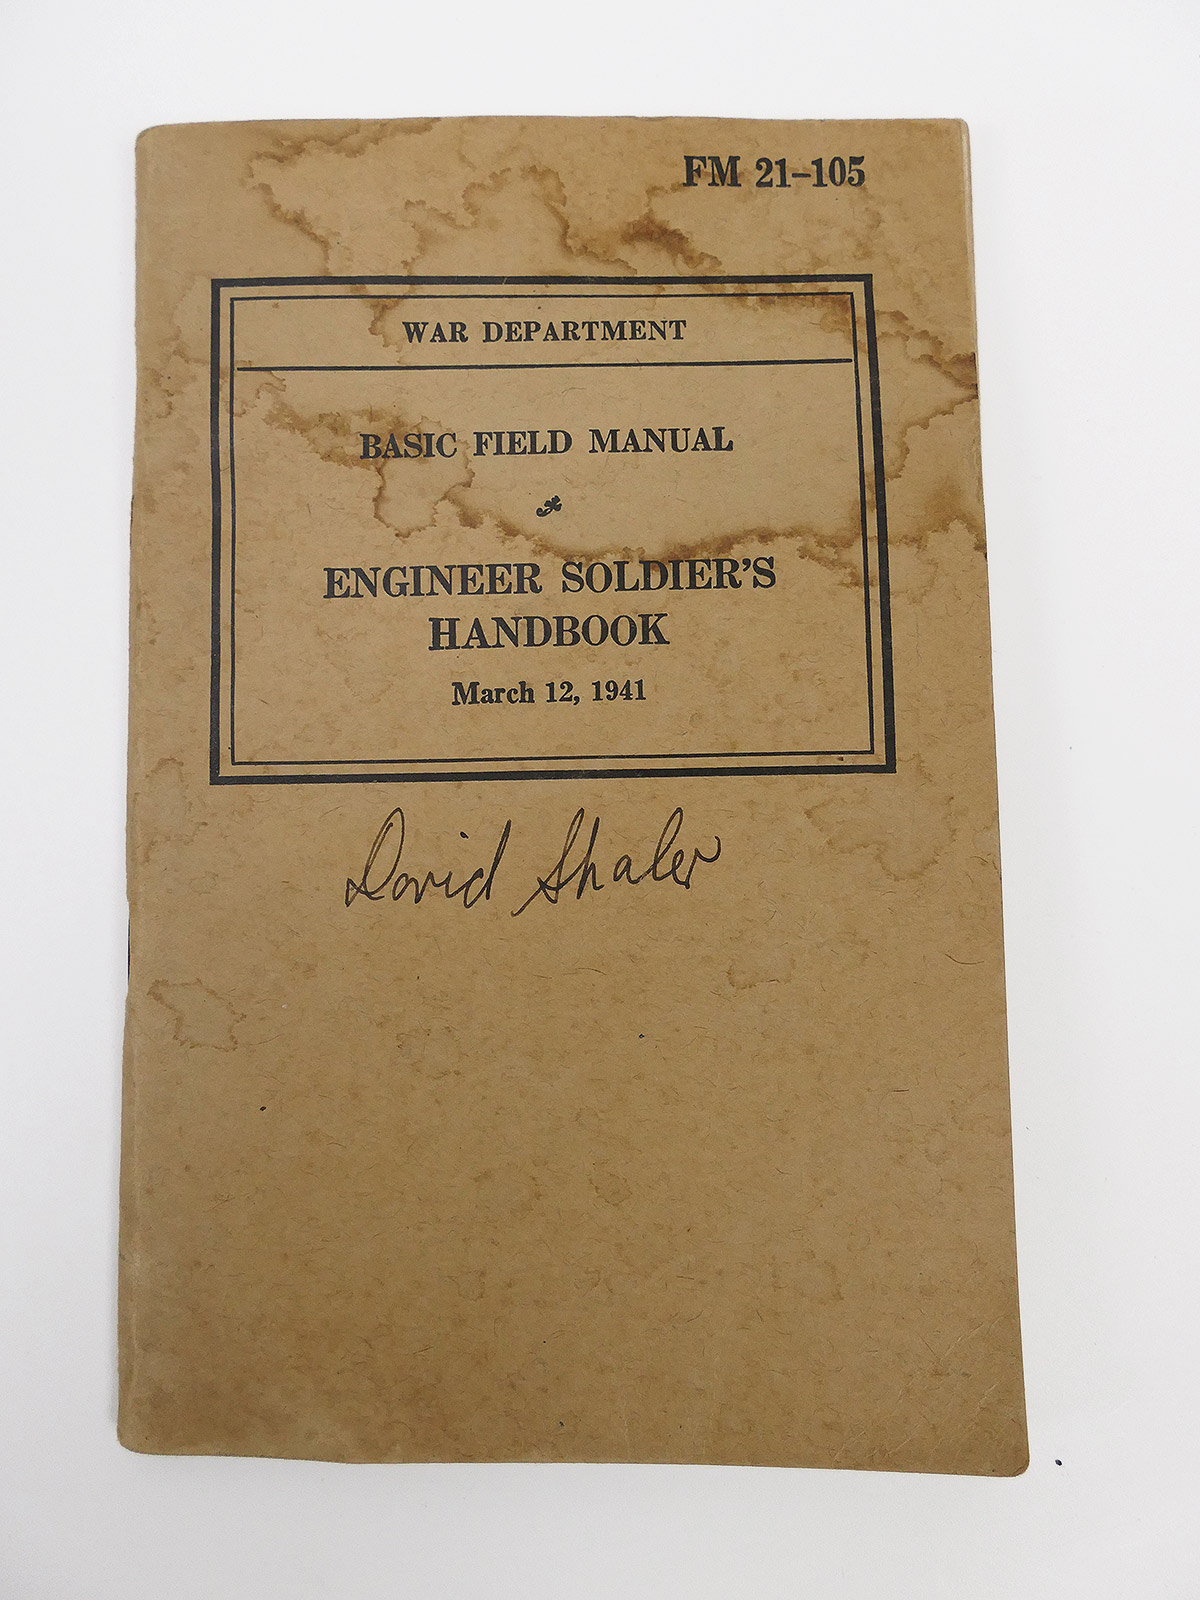 FM 21–105
WAR DEPARTMENT
BASIC FIELD MANUAL
ENGINEER SOLDIER'S
HANDBOOK
March 12, 1941
David Shaler